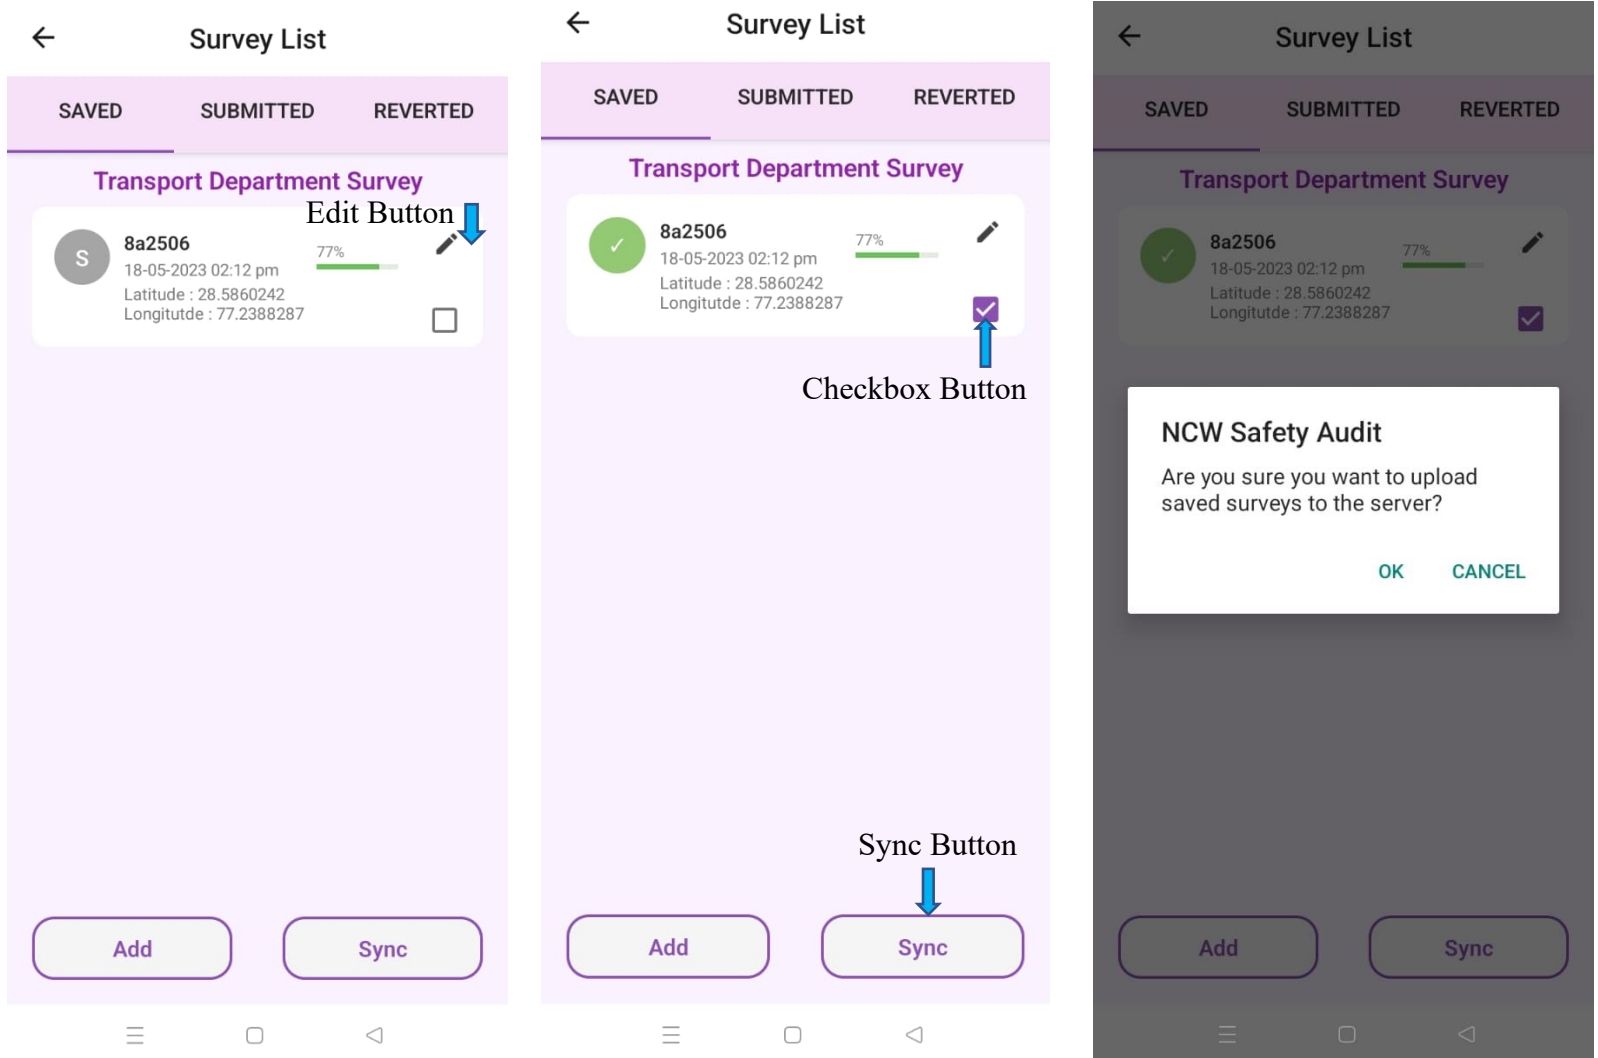 Survey List
SAVED SUBMITTED REVERTED
Transport Department Survey
Edit Button
S
8a2506
77%
18-05-2023 02:12 pm
Latitude : 28.5860242
Longitutde : 77.2388287
Add Sync
Survey List
SAVED SUBMITTED REVERTED
Transport Department Survey
8a2506
77%
18-05-2023 02:12 pm
Latitude : 28.5860242
Longitutde : 77.2388287
Checkbox Button
Sync Button
Add Sync
Survey List
SAVED SUBMITTED REVERTED
Transport Department Survey
8a2506
77%
18-05-2023 02:12 pm
Latitude : 28.5860242
Longitutde : 77.2388287
NCW Safety Audit
Are you sure you want to upload
saved surveys to the server?
OK CANCEL
Add Sync